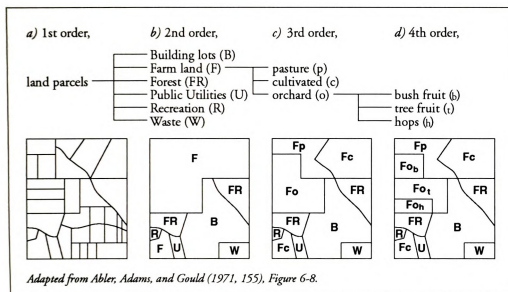 a) 1st order, b) 2nd order, c) 3rd order, d) 4th order,
Building lots (B)
Farm land (F) pasture (p)
Forest (FR) cultivated (c)
land parcels Public Utilities (U) orchard (o) bush fruit (b)
Recreation (R) tree fruit (t)
Waste (W) hops (h)
F FR FR B R F U W
Fp Fc Fo FR FR B R Fc U W
Fp Fc Fob Fot FR Foh FR B R Fc U W
Adapted from Abler, Adams, and Gould (1971, 155), Figure 6-8.